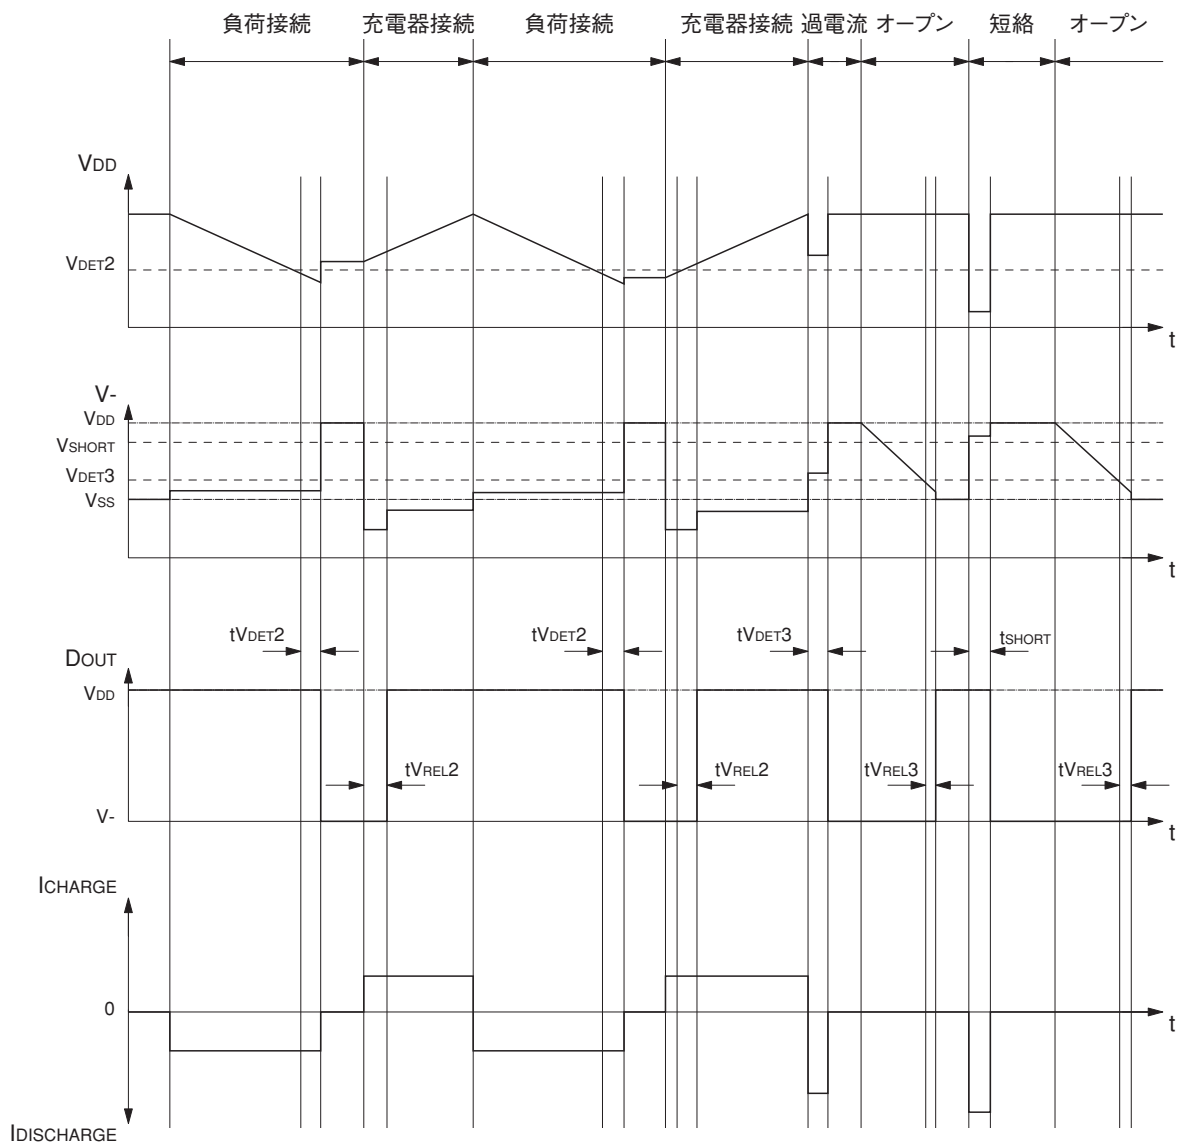 負荷接続 充電器接続 負荷接続 充電器接続 過電流 オープン 短絡 オープン
VDD
VDET2
t
V-
VDD
VSHORT
VDET3
VSS
t
tVDET2 tVDET2 tVDET3 tSHORT
DOUT
VDD
tVREL2 tVREL2 tVREL3 tVREL3
V-
t
ICHARGE
0
t
IDISCHARGE